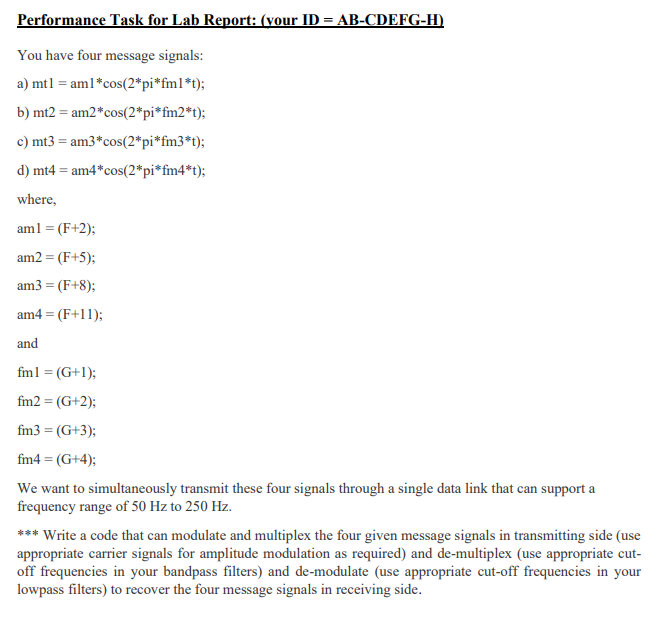 Performance Task for Lab Report: (your ID = AB-CDEFG-H)
You have four message signals:
a) mt1 = am1*cos(2*pi*fm1*t);
b) mt2 = am2*cos(2*pi*fm2*t);
c) mt3 = am3*cos(2*pi*fm3*t);
d) mt4 = am4*cos(2*pi*fm4*t);
where,
am1 = (F+2);
am2 = (F+5);
am3 = (F+8);
am4 = (F+11);
and
fm1 = (G+1);
fm2 = (G+2);
fm3 = (G+3);
fm4 = (G+4);
We want to simultaneously transmit these four signals through a single data link that can support a
frequency range of 50 Hz to 250 Hz.
*** Write a code that can modulate and multiplex the four given message signals in transmitting side (use
appropriate carrier signals for amplitude modulation as required) and de-multiplex (use appropriate cut-
off frequencies in your bandpass filters) and de-modulate (use appropriate cut-off frequencies in your
lowpass filters) to recover the four message signals in receiving side.